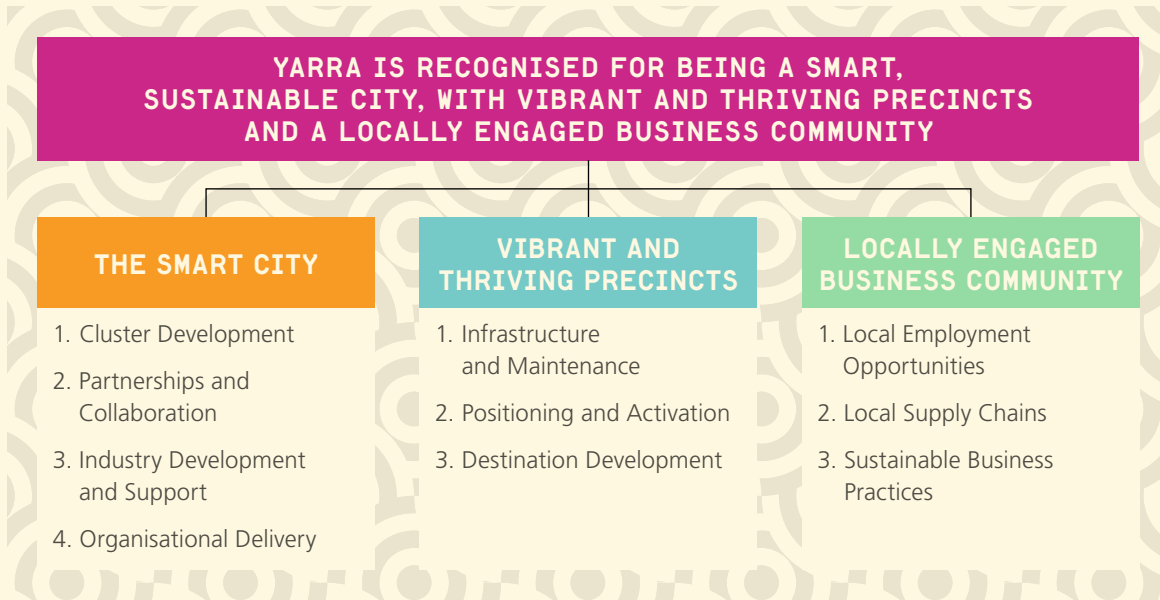 YARRA IS RECOGNISED FOR BEING A SMART,
SUSTAINABLE CITY, WITH VIBRANT AND THRIVING PRECINCTS
AND A LOCALLY ENGAGED BUSINESS COMMUNITY
THE SMART CITY
1. Cluster Development
2. Partnerships and
Collaboration
3. Industry Development
and Support
4. Organisational Delivery
VIBRANT AND
THRIVING PRECINCTS
1. Infrastructure
and Maintenance
2. Positioning and Activation
3. Destination Development
LOCALLY ENGAGED
BUSINESS COMMUNITY
1. Local Employment
Opportunities
2. Local Supply Chains
3. Sustainable Business
Practices